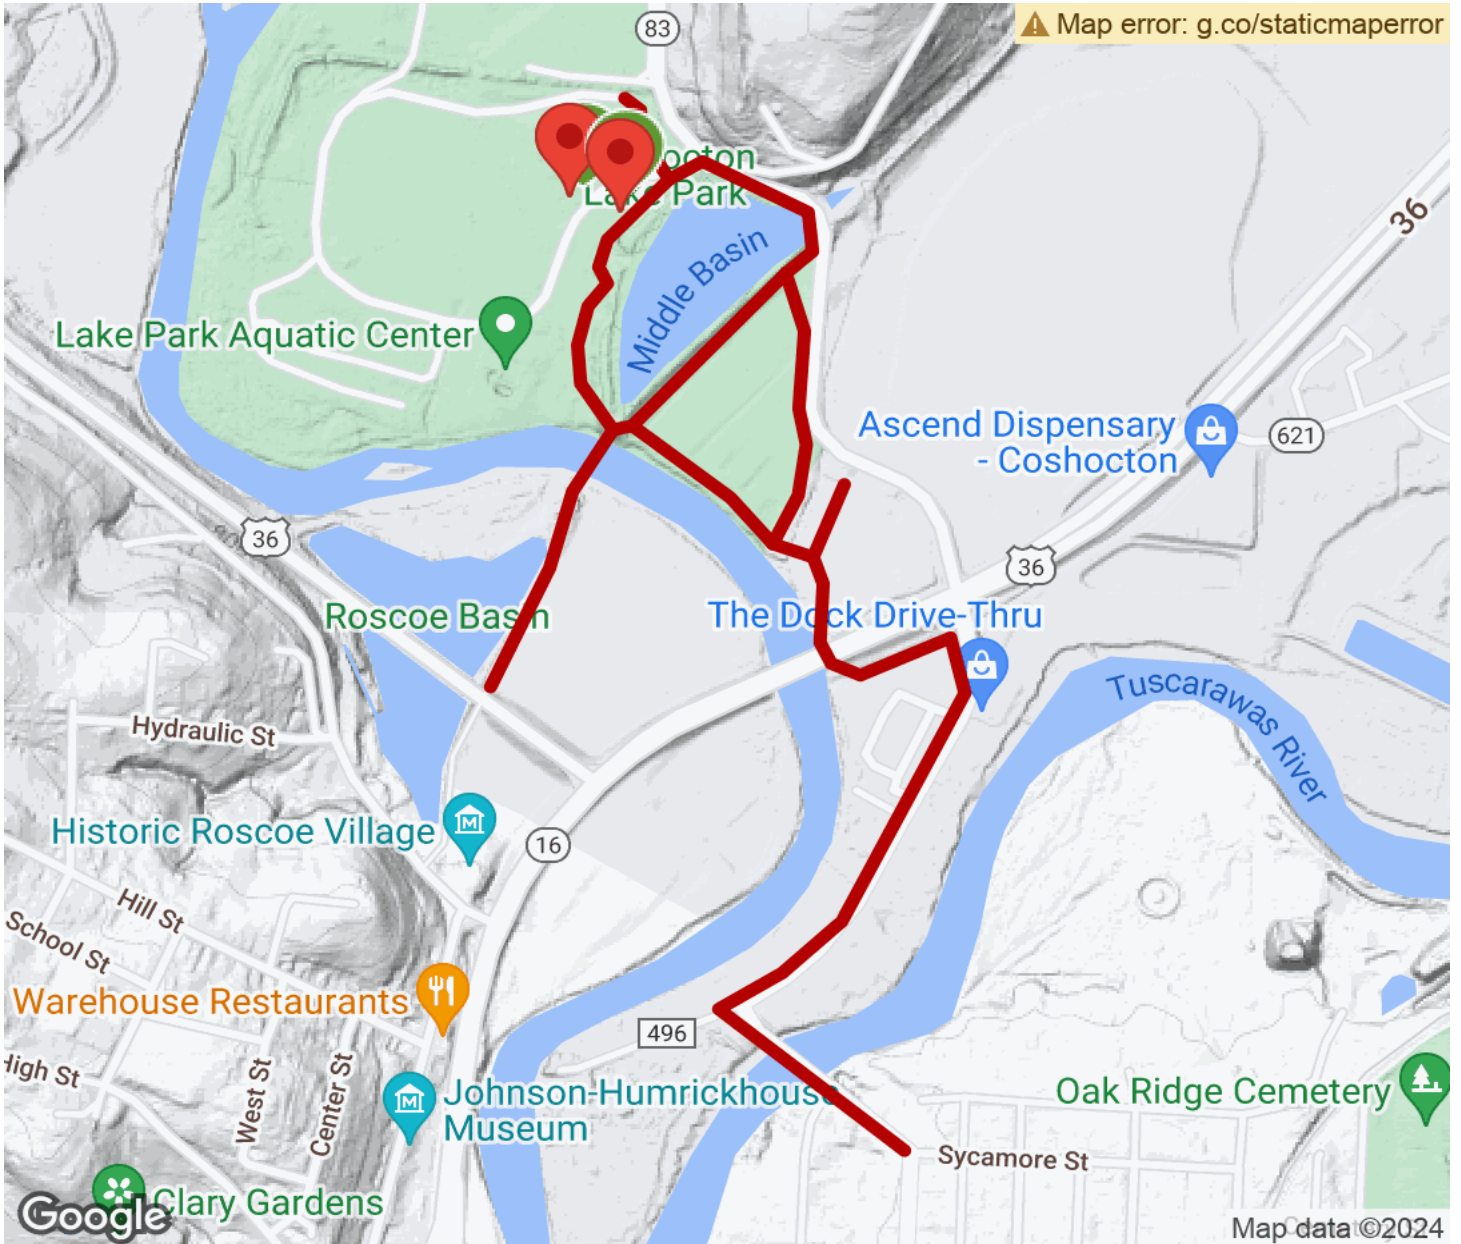 83
Map error: g.co/staticmaperror
36
Lake Park
Middle Basin
Lake Park Aquatic Center
Ascend Dispensary
- Coshocton
621
36
36
Roscoe Basin
The Dock Drive-Thru
Tuscarawas River
Hydraulic St
Historic Roscoe Village
16
Hill St
School St
Warehouse Restaurants
496
High St
West St
Center St
Johnson-Humrickhouse
Museum
Oak Ridge Cemetery
Sycamore St
Clary Gardens
Google
Map data ©2024